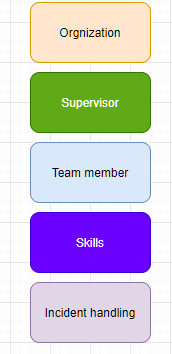 Orgnization
Supervisor
Team member
Skills
Incident handling